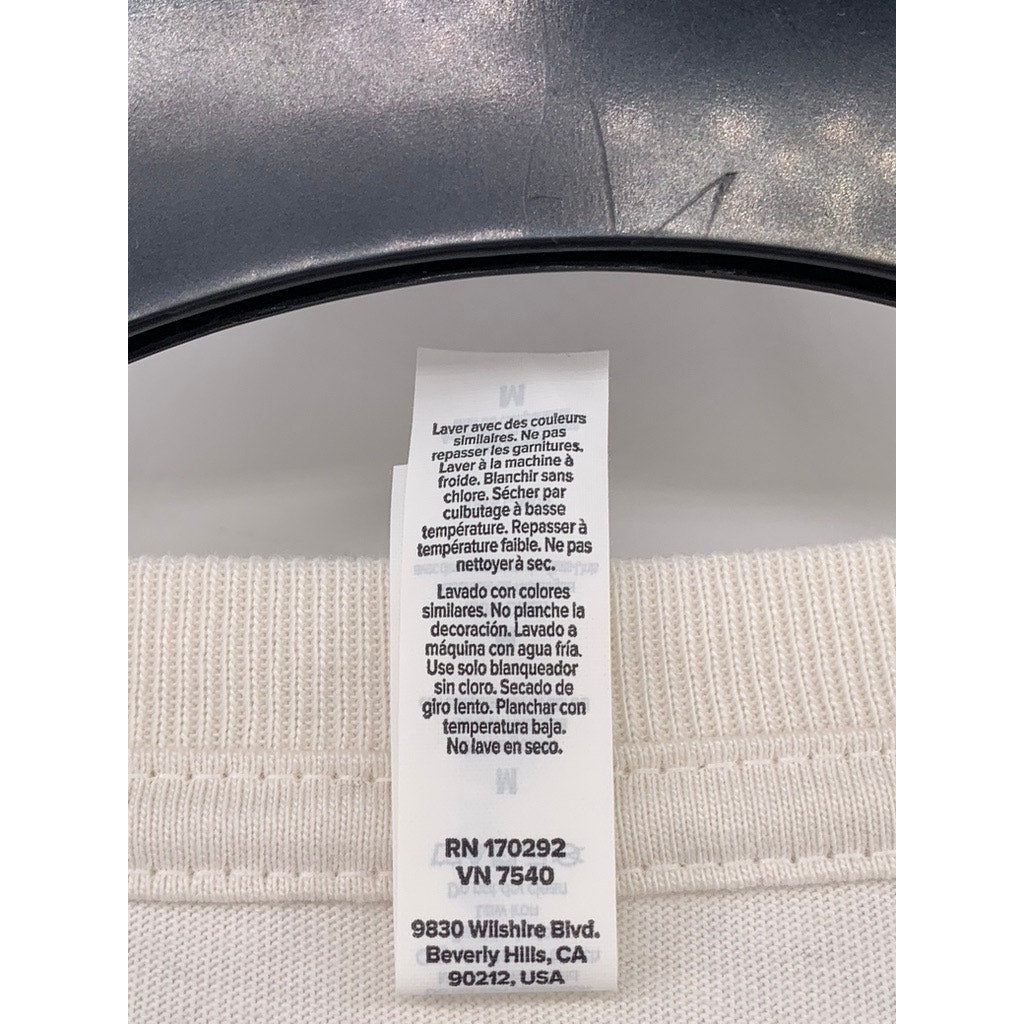 M
Laver avec des couleurs
similaires. Ne pas
repasser les garnitures.
Laver à la machine à
froide. Blanchir sans
chlore. Sécher par
culbutage à basse
température. Repasser à
température faible. Ne pas
nettoyer à sec.
Lavado con colores
similares. No planche la
decoración. Lavado a
máquina con agua fría.
Use solo blanqueador
sin cloro. Secado de
giro lento. Planchar con
temperatura baja.
No lave en seco.
M
RN 170292
VN 7540
9830 Wilshire Blvd.
Beverly Hills, CA
90212, USA